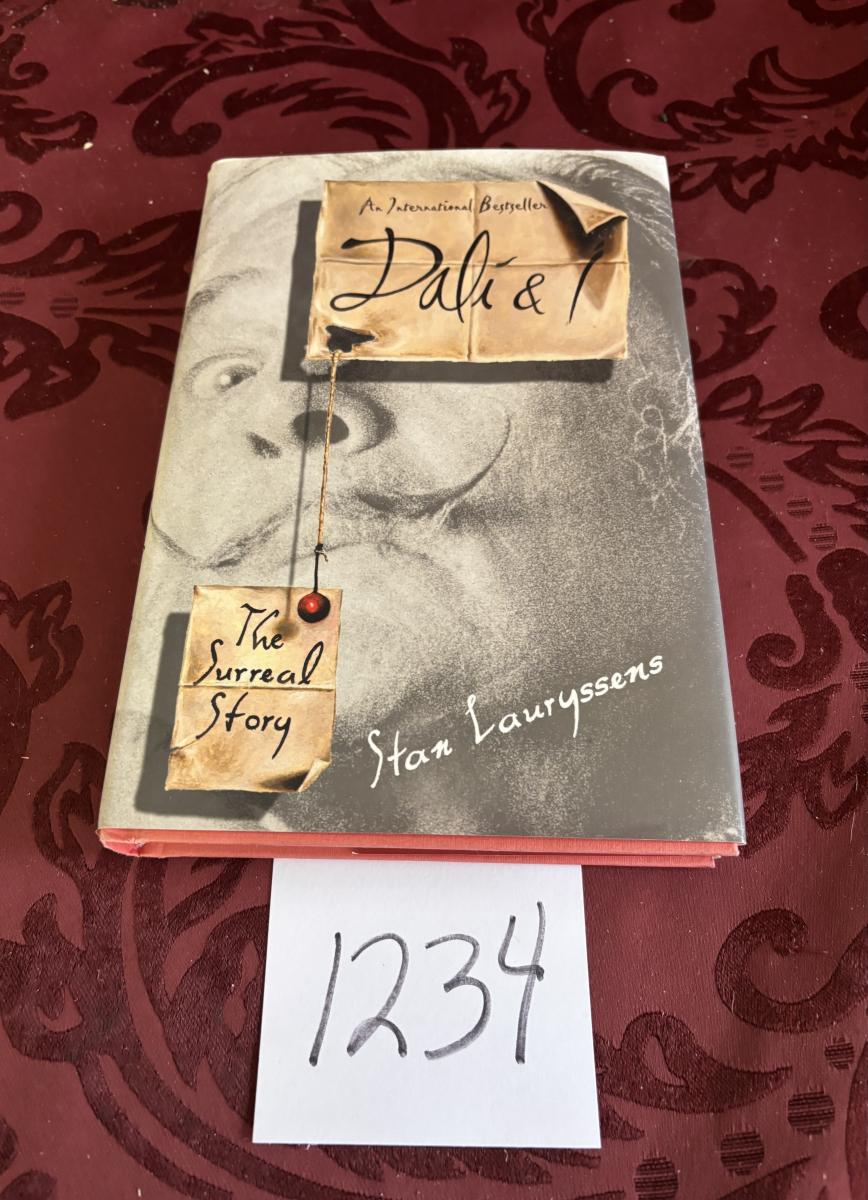 An International Bestseller
Dalí & I
The
Surreal
Story
Stan Lauryssens
1234